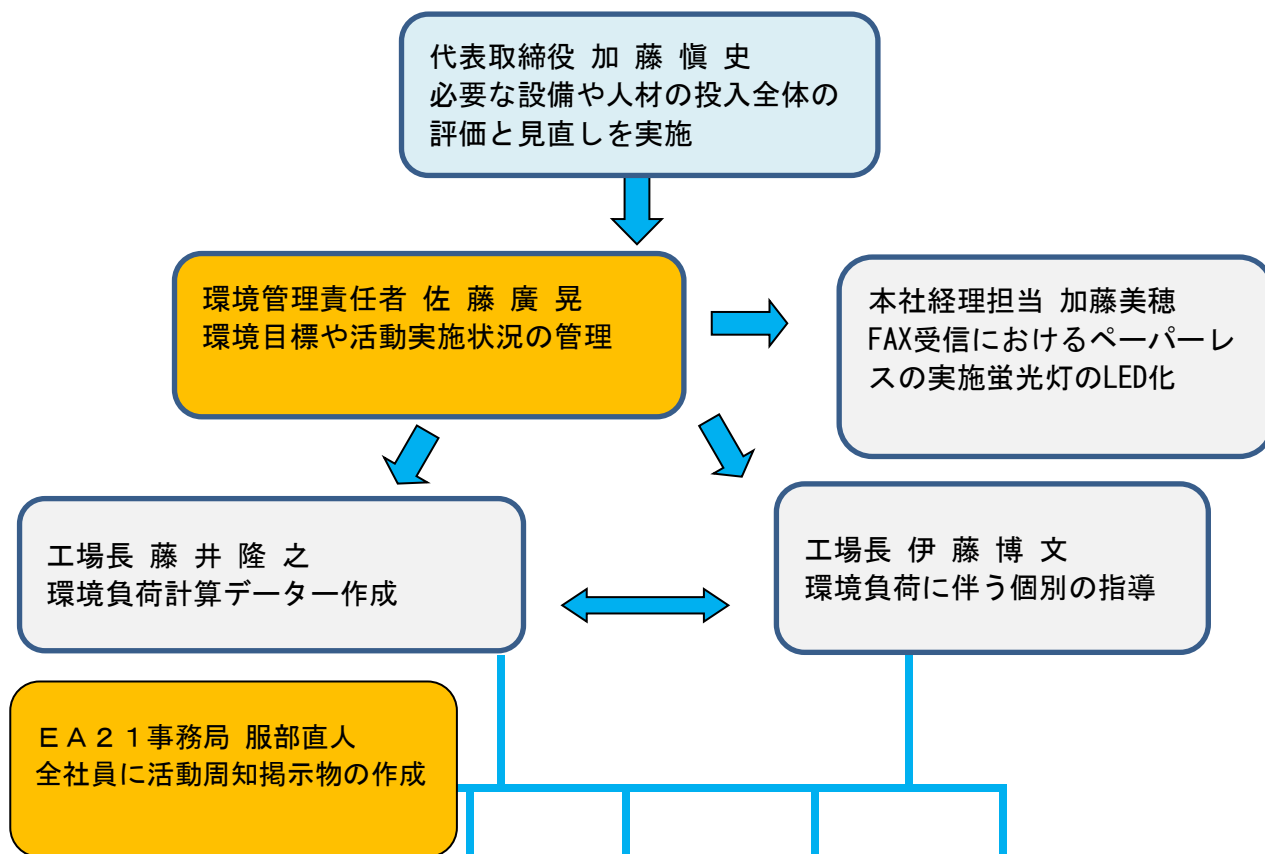 代表取締役 加 藤 愼 史
必要な設備や人材の投入全体の
評価と見直しを実施
環境管理責任者 佐 藤 廣 晃
環境目標や活動実施状況の管理
本社経理担当 加藤美穂
FAX受信におけるペーパーレ
スの実施蛍光灯のLED化
工場長 藤 井 隆 之
環境負荷計算データー作成
工場長 伊 藤 博 文
環境負荷に伴う個別の指導
ＥＡ２１事務局 服部直人
全社員に活動周知掲示物の作成